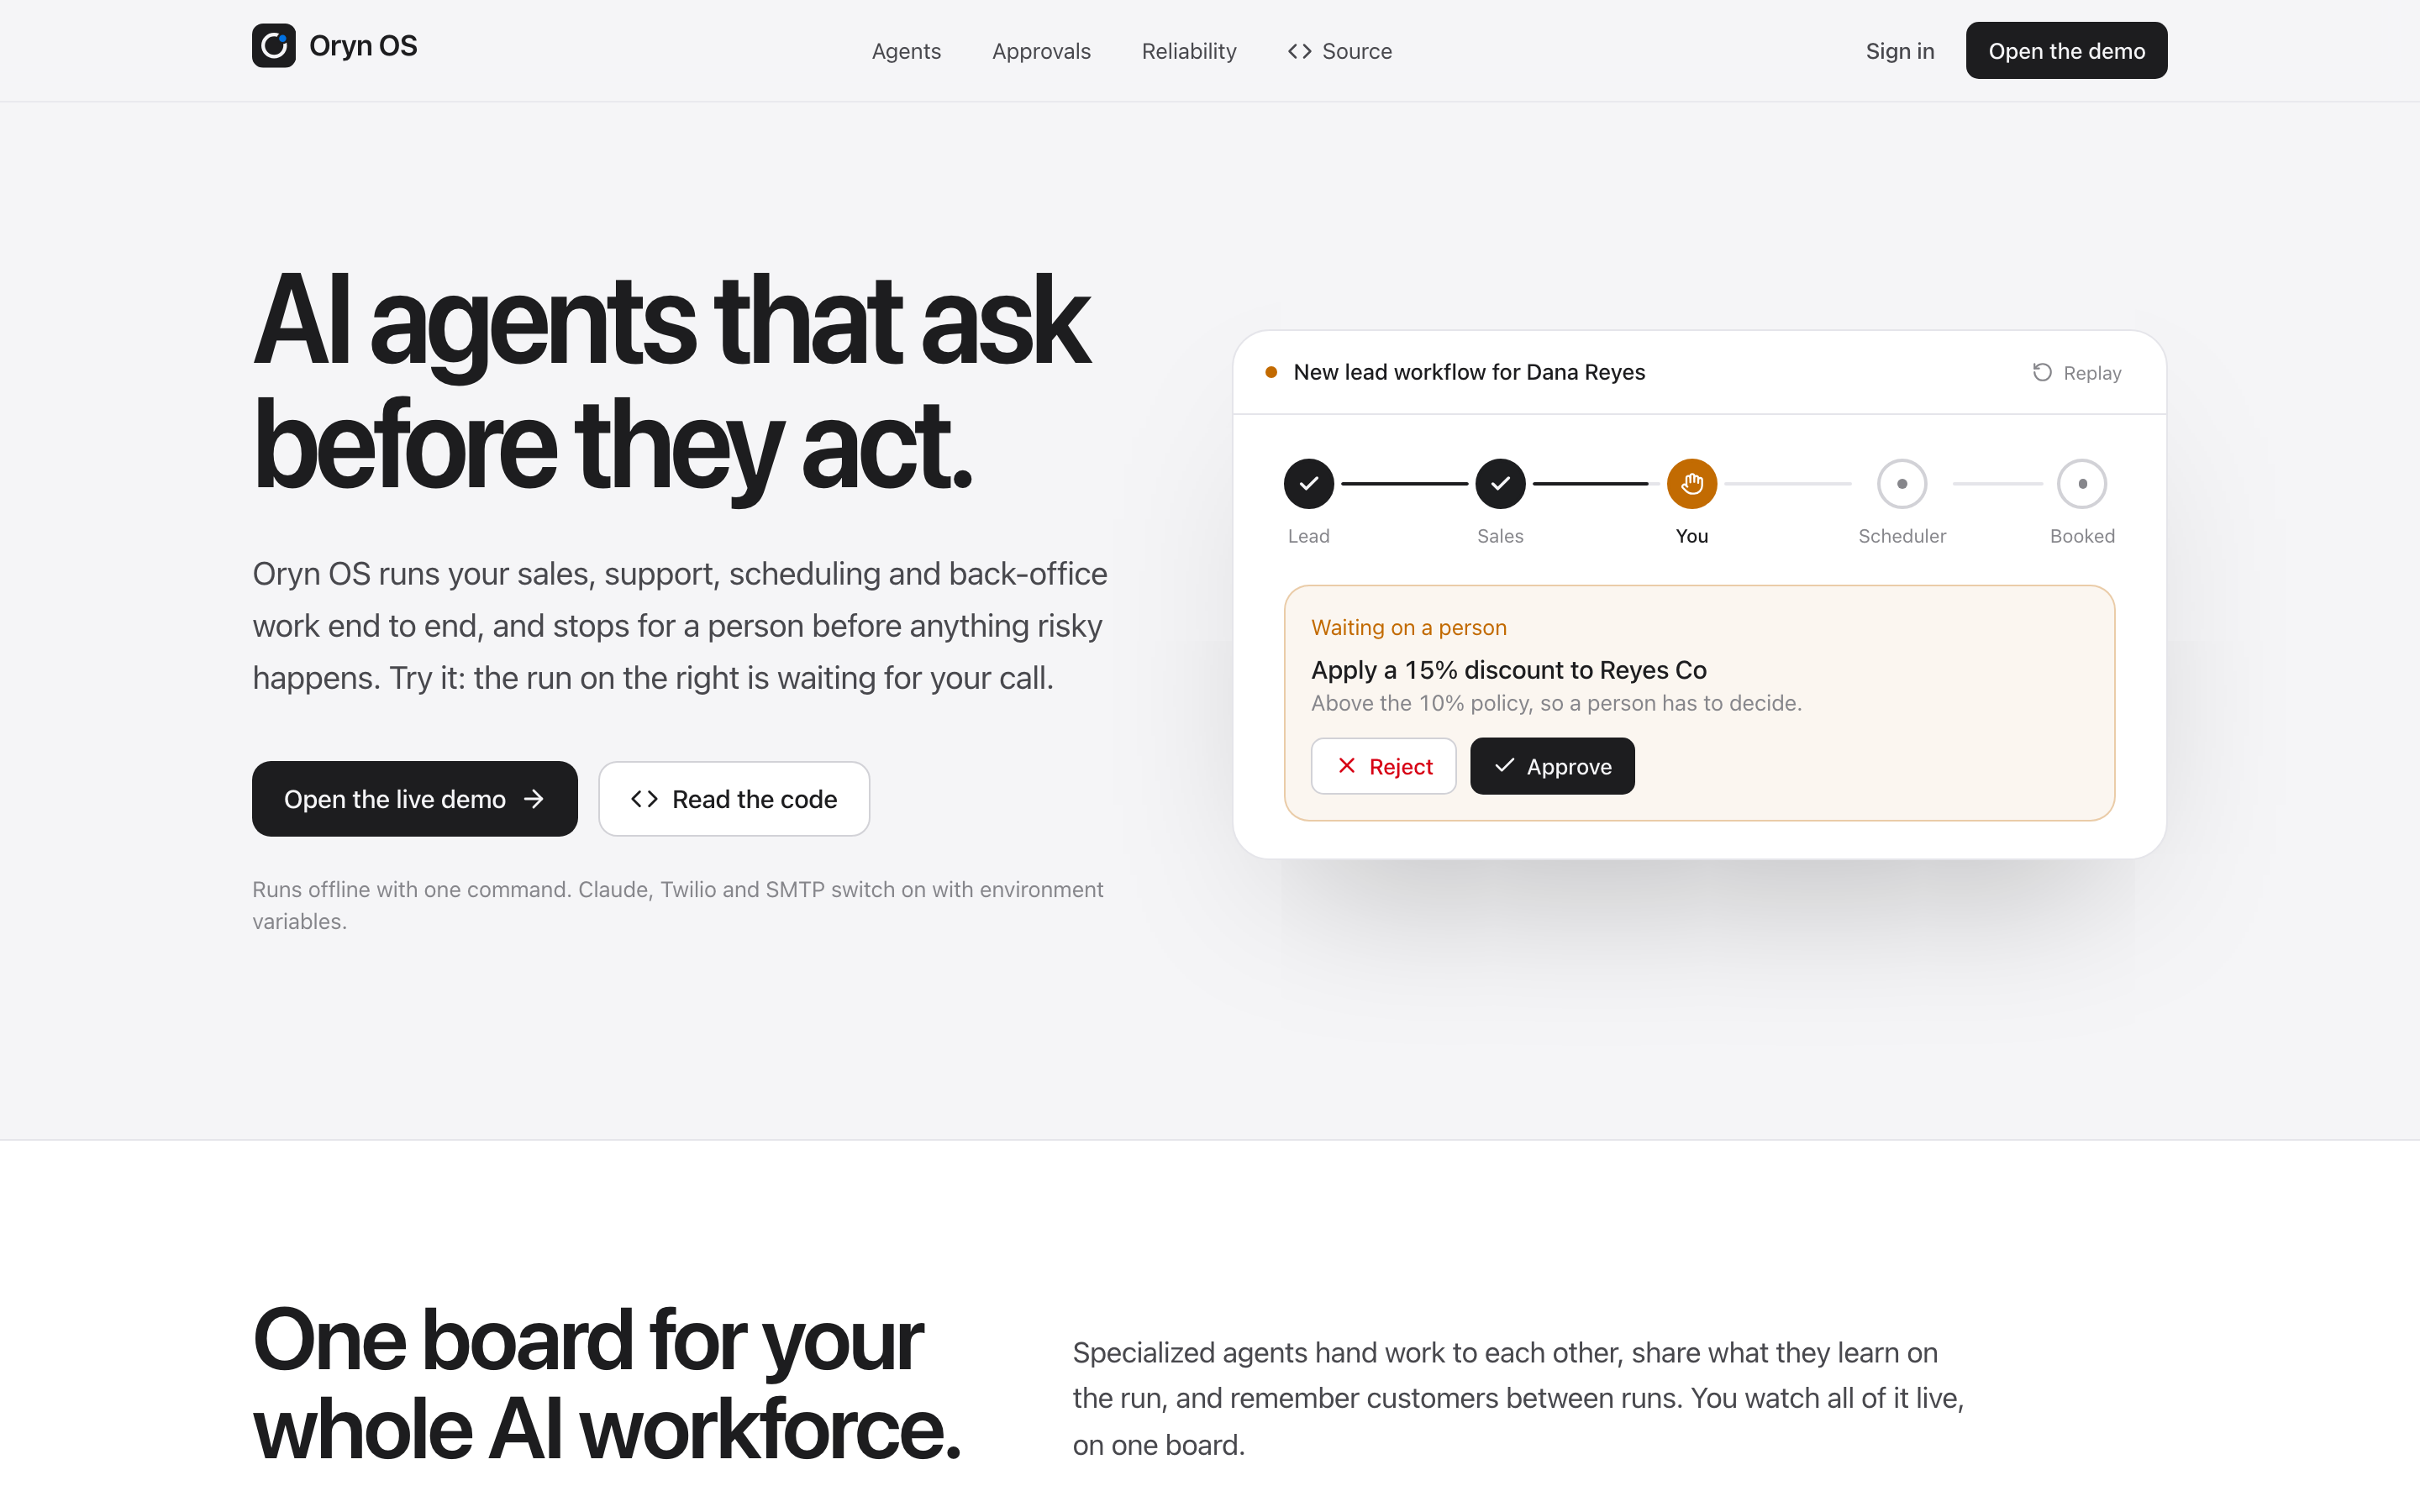 Oryn OS
Agents
Approvals
Reliability
Source
Sign in
Open the demo
AI agents that ask
before they act.
Oryn OS runs your sales, support, scheduling and back-office
work end to end, and stops for a person before anything risky
happens. Try it: the run on the right is waiting for your call.
Open the live demo
Read the code
Runs offline with one command. Claude, Twilio and SMTP switch on with environment
variables.
New lead workflow for Dana Reyes
Replay
Lead
Sales
You
Scheduler
Booked
Waiting on a person
Apply a 15% discount to Reyes Co
Above the 10% policy, so a person has to decide.
Reject
Approve
One board for your
whole AI workforce.
Specialized agents hand work to each other, share what they learn on
the run, and remember customers between runs. You watch all of it live,
on one board.